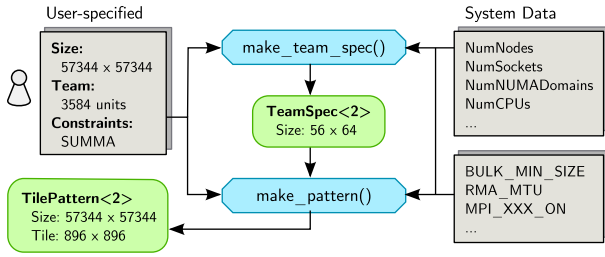 User-specified
Size:
57344 x 57344
Team:
3584 units
Constraints:
SUMMA
make_team_spec()
TeamSpec<2>
Size: 56 x 64
make_pattern()
TilePattern<2>
Size: 57344 x 57344
Tile: 896 x 896
System Data
NumNodes
NumSockets
NumNUMADomains
NumCPUs
...
BULK_MIN_SIZE
RMA_MTU
MPI_XXX_ON
...